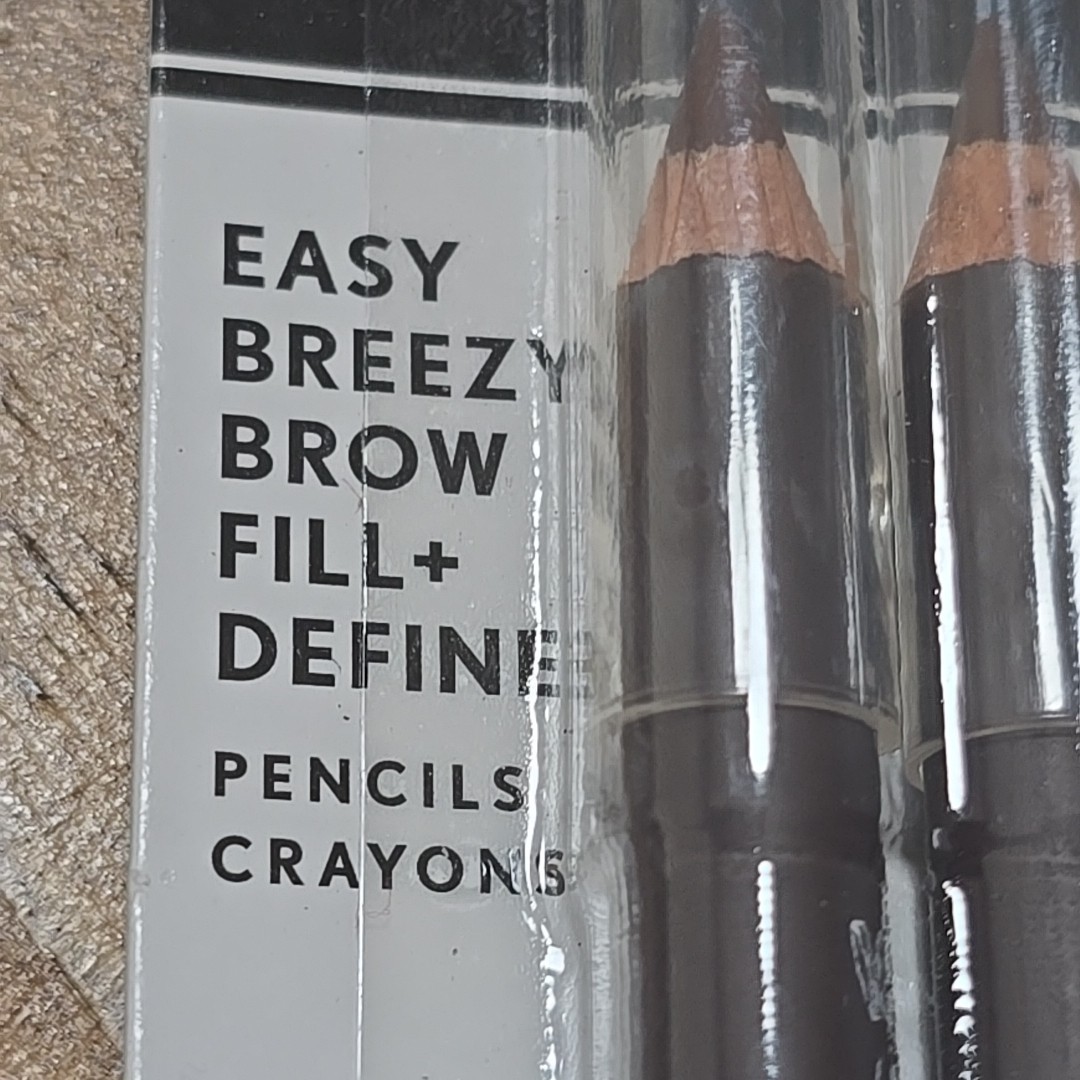 EASY
BREEZY
BROW
FILL+
DEFINE
PENCILS
CRAYONS